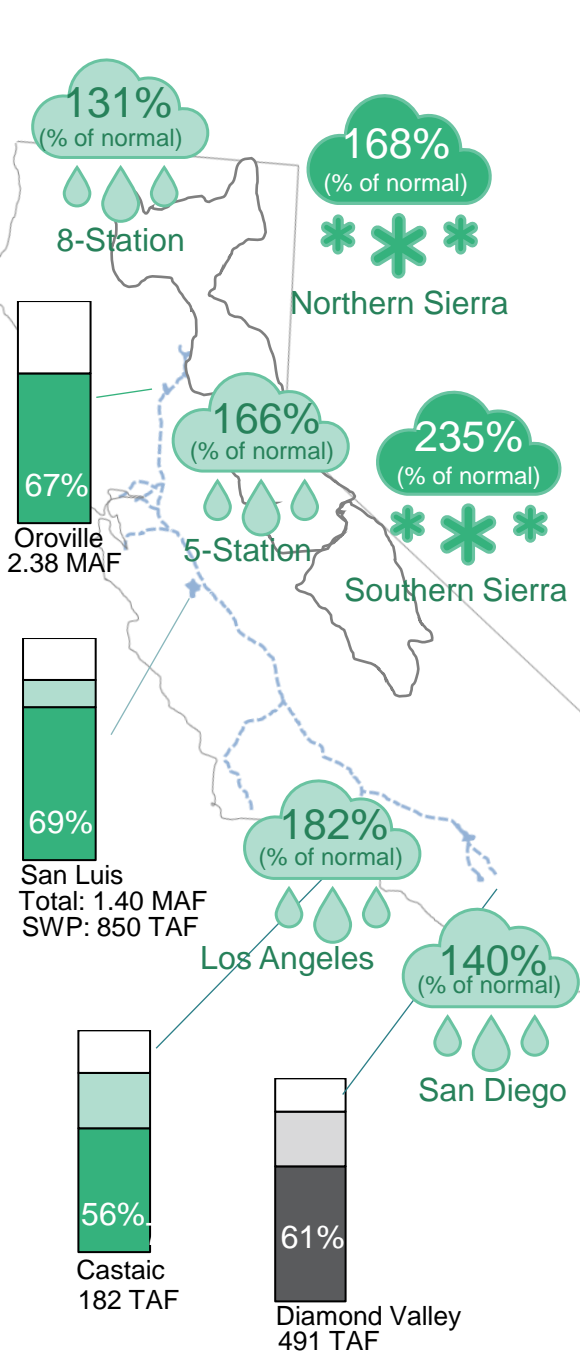 131%
(% of normal)
8-Station
168%
(% of normal)
Northern Sierra
166%
(% of normal)
5-Station
235%
(% of normal)
Southern Sierra
67%
Oroville
2.38 MAF
69%
San Luis
Total: 1.40 MAF
SWP: 850 TAF
182%
(% of normal)
Los Angeles
140%
(% of normal)
San Diego
56%
Castaic
182 TAF
61%
Diamond Valley
491 TAF